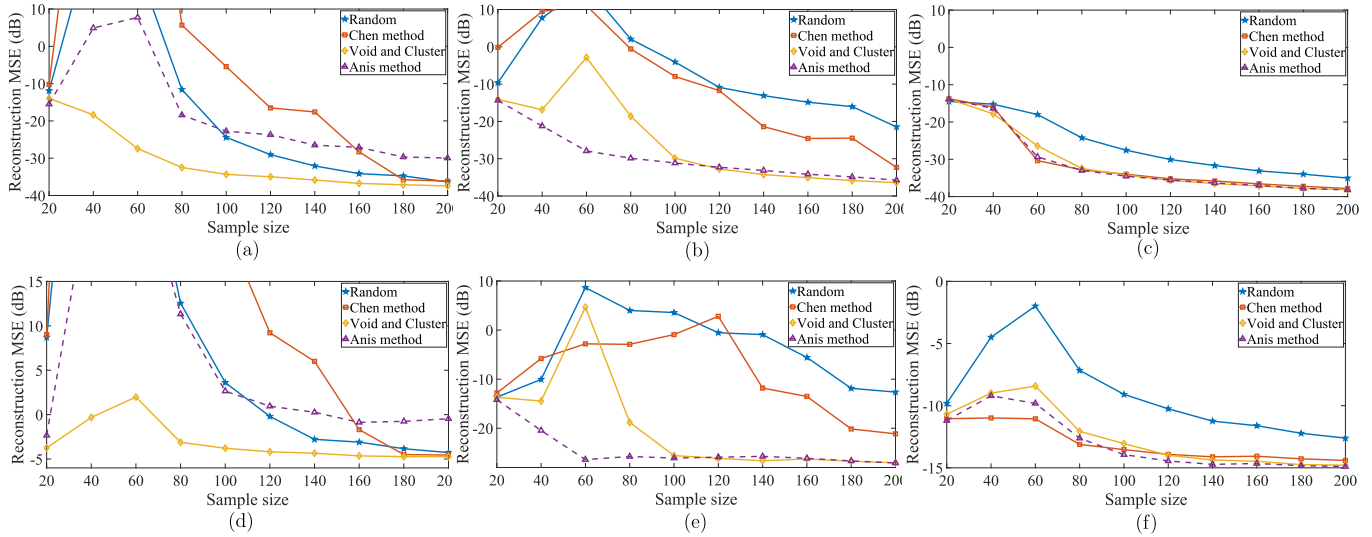 Reconstruction MSE (dB)
10
0
-10
-20
-30
-40
20 40 60 80 100 120 140 160 180 200
Sample size
Random
Chen method
Void and Cluster
Anis method
(a)
Reconstruction MSE (dB)
10
0
-10
-20
-30
-40
20 40 60 80 100 120 140 160 180 200
Sample size
Random
Chen method
Void and Cluster
Anis method
(b)
Reconstruction MSE (dB)
10
0
-10
-20
-30
-40
20 40 60 80 100 120 140 160 180 200
Sample size
Random
Chen method
Void and Cluster
Anis method
(c)
Reconstruction MSE (dB)
15
10
5
0
-5
20 40 60 80 100 120 140 160 180 200
Sample size
Random
Chen method
Void and Cluster
Anis method
(d)
Reconstruction MSE (dB)
10
0
-10
-20
20 40 60 80 100 120 140 160 180 200
Sample size
Random
Chen method
Void and Cluster
Anis method
(e)
Reconstruction MSE (dB)
0
-5
-10
-15
20 40 60 80 100 120 140 160 180 200
Sample size
Random
Chen method
Void and Cluster
Anis method
(f)